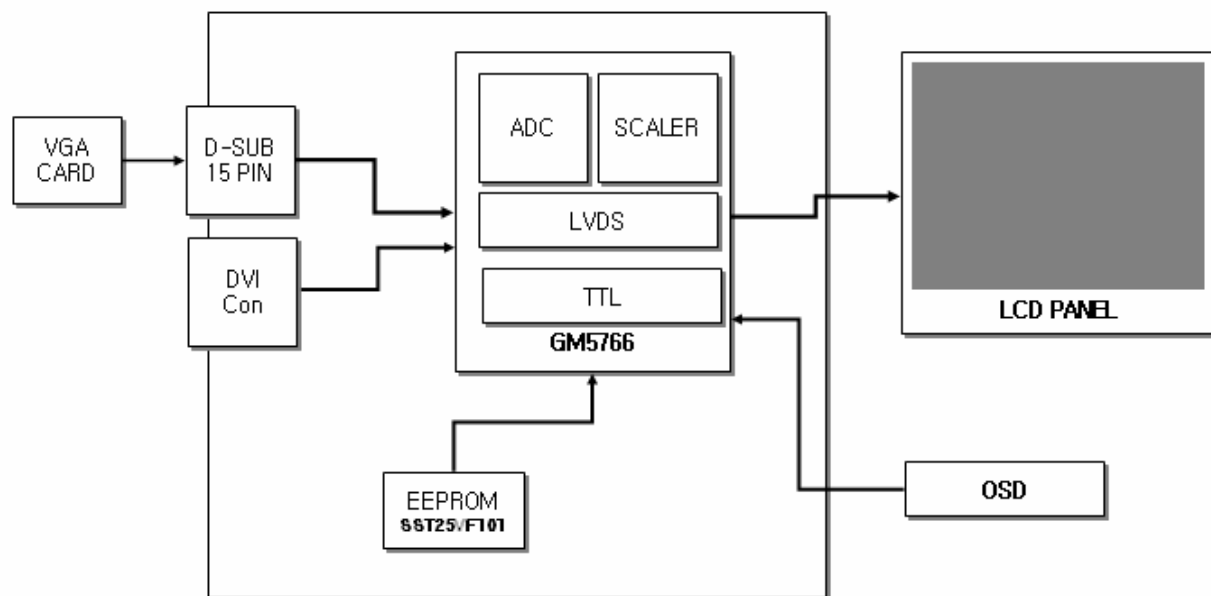 VGA
CARD
D-SUB
15 PIN
DVI
Con
ADC
SCALER
LVDS
TTL
GM5766
LCD PANEL
EEPROM
SST25VF101
OSD